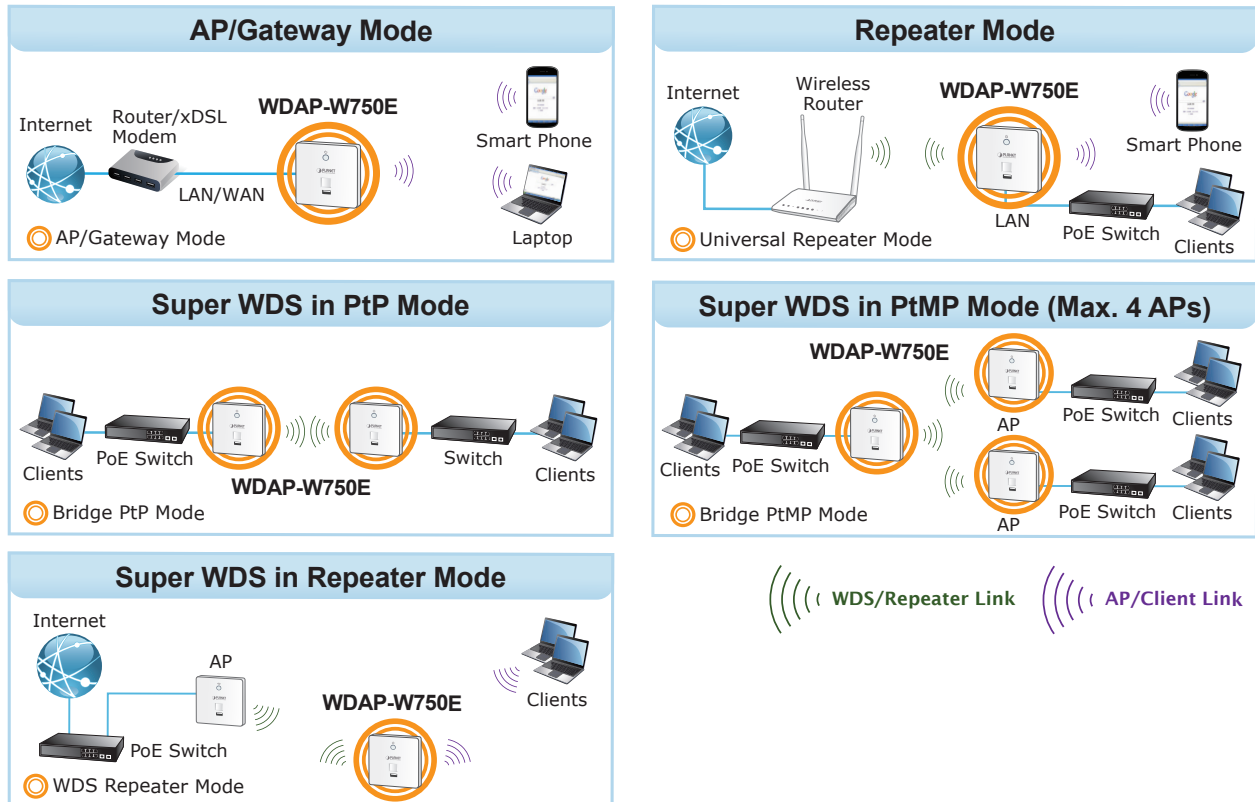 AP/Gateway Mode
Internet
Router/xDSL
Modem
LAN/WAN
WDAP-W750E
Smart Phone
Laptop
AP/Gateway Mode
Repeater Mode
Internet
Wireless
Router
WDAP-W750E
Smart Phone
LAN
PoE Switch
Clients
Universal Repeater Mode
Super WDS in PtP Mode
Clients
PoE Switch
WDAP-W750E
Switch
Clients
Bridge PtP Mode
Super WDS in PtMP Mode (Max. 4 APs)
WDAP-W750E
Clients
PoE Switch
AP
PoE Switch
Clients
AP
PoE Switch
Clients
Bridge PtMP Mode
Super WDS in Repeater Mode
Internet
AP
PoE Switch
WDAP-W750E
Clients
WDS Repeater Mode
WDS/Repeater Link
AP/Client Link